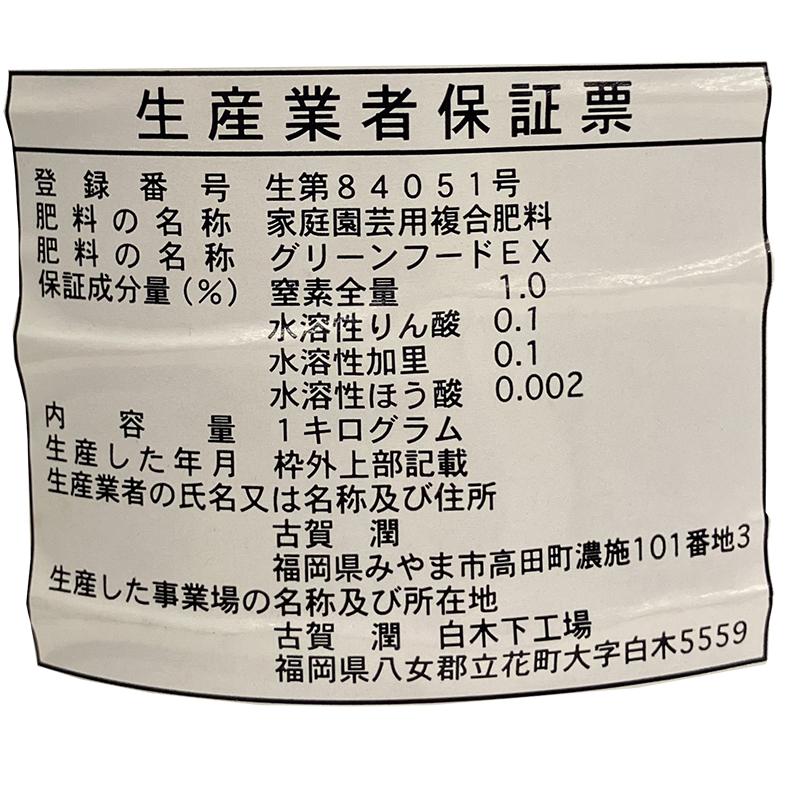 生産業者保証票
登録番号 生第84051号
肥料の名称 家庭園芸用複合肥料
肥料の名称 グリーンフードEX
保証成分量(%) 窒素全量 1.0
水溶性りん酸 0.1
水溶性加里 0.1
水溶性ほう酸 0.002
内容量 1キログラム
生産した年月 枠外上部記載
生産業者の氏名又は名称及び住所
古賀 潤
福岡県みやま市高田町濃施101番地3
生産した事業場の名称及び所在地
古賀 潤 白木下工場
福岡県八女郡立花町大字白木5559